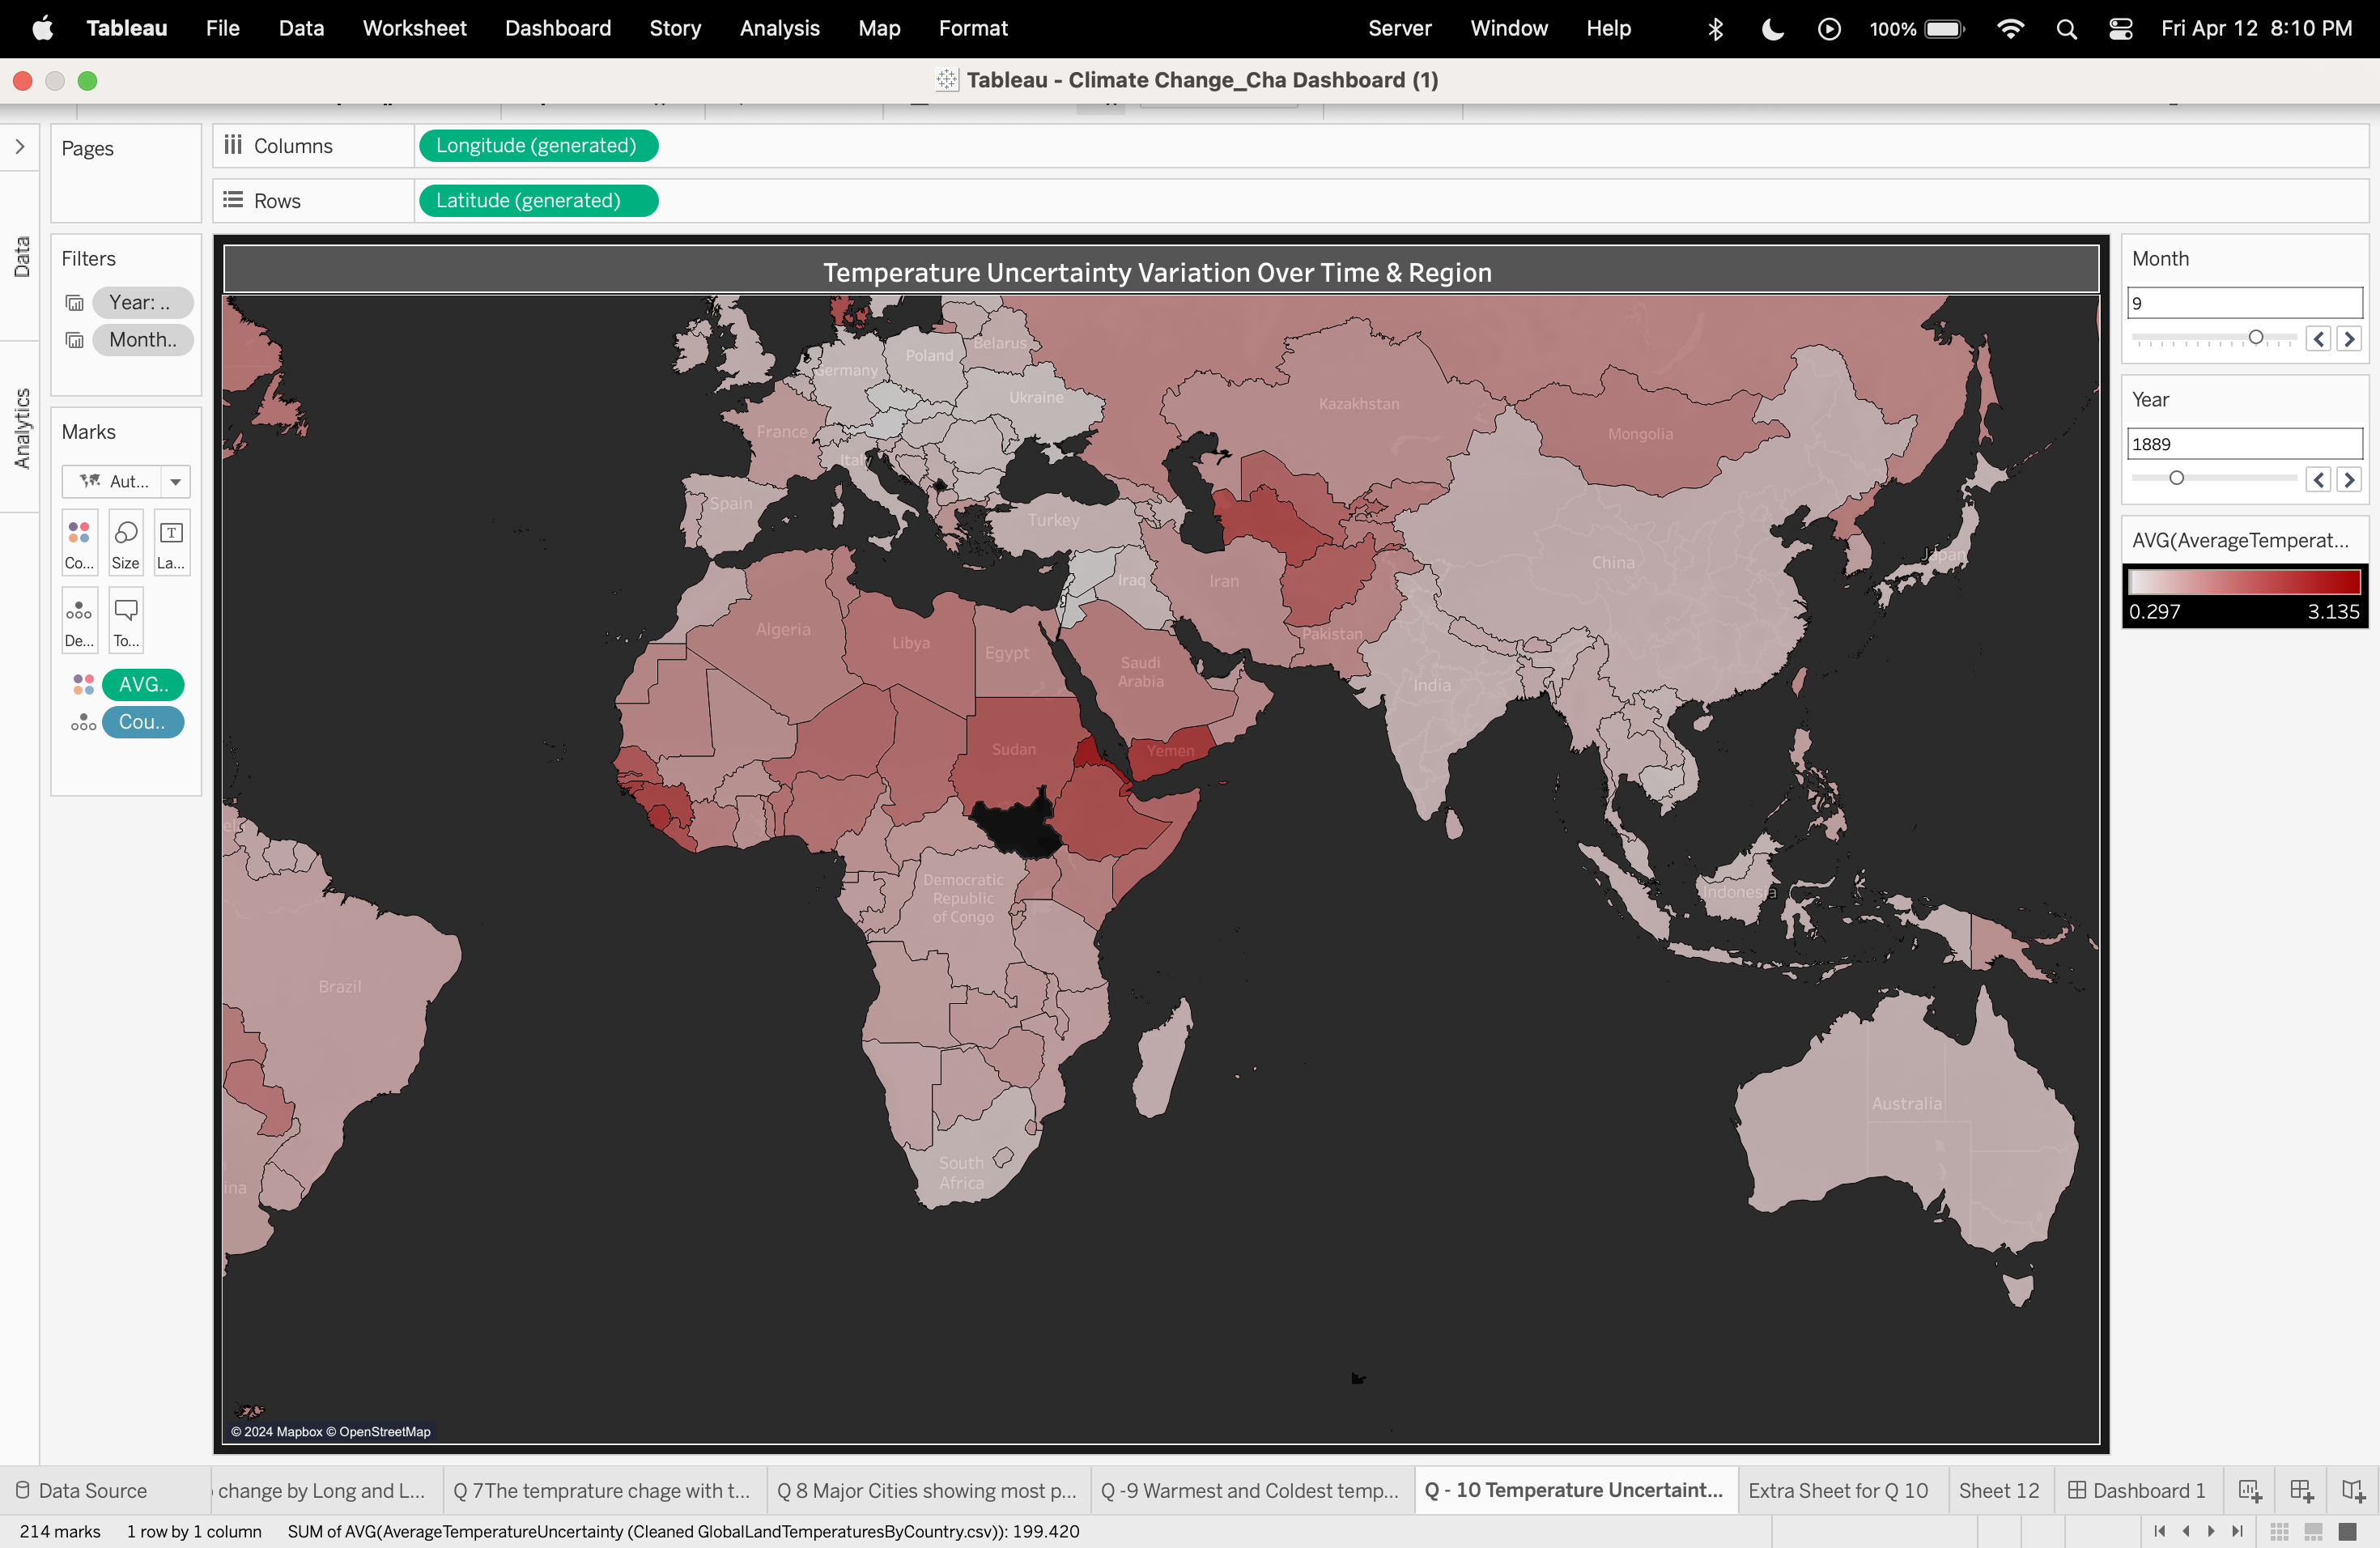 Tableau File Data Worksheet Dashboard Story Analysis Map Format Server Window Help 100% Fri Apr 12 8:10 PM
Tableau - Climate Change_Cha Dashboard (1)
Data
Analytics
Pages
Columns Longitude (generated)
Rows Latitude (generated)
Filters
Year: ..
Month..
Marks
Aut...
Co... Size La...
De... To...
AVG..
Cou..
Temperature Uncertainty Variation Over Time & Region
Belarus
Poland
Germany
Ukraine
Kazakhstan
France
Mongolia
Ital
Spain
Turkey
Japan
China
Iraq
Iran
Algeria
Pakistan
Libya
Egypt
Saudi
Arabia
India
Sudan
Yemen
el
Democratic
Republic
of Congo
Indonesia
Brazil
Australia
South
Africa
ina
© 2024 Mapbox © OpenStreetMap
Month
9
Year
1889
AVG(AverageTemperat...
0.297 3.135
Data Source
change by Long and L...
Q 7The temprature chage with t...
Q 8 Major Cities showing most p...
Q -9 Warmest and Coldest temp...
Q - 10 Temperature Uncertaint...
Extra Sheet for Q 10
Sheet 12
Dashboard 1
214 marks 1 row by 1 column SUM of AVG(AverageTemperatureUncertainty (Cleaned GlobalLandTemperaturesByCountry.csv)): 199.420